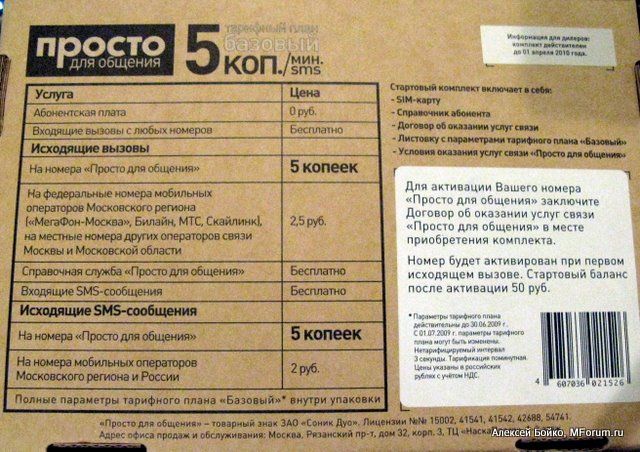 просто
для общения
тарифный план
базовый
5 коп./мин.
sms
Информация для дилеров:
комплект действителен
до 01 апреля 2010 года.
Услуга Цена
Абонентская плата 0 руб.
Входящие вызовы с любых номеров Бесплатно
Исходящие вызовы
На номера «Просто для общения» 5 копеек
На федеральные номера мобильных
операторов Московского региона
(«МегаФон-Москва», Билайн, МТС, Скайлинк),
на местные номера других операторов связи
Москвы и Московской области
2,5 руб.
Справочная служба «Просто для общения» Бесплатно
Входящие SMS-сообщения Бесплатно
Исходящие SMS-сообщения
На номера «Просто для общения» 5 копеек
На номера мобильных операторов
Московского региона и России
2 руб.
Полные параметры тарифного плана «Базовый»* внутри упаковки
Стартовый комплект включает в себя:
- SIM-карту
- Справочник абонента
- Договор об оказании услуг связи
- Листовку с параметрами тарифного плана «Базовый»
- Условия оказания услуг связи «Просто для общения»
Для активации Вашего номера
«Просто для общения» заключите
Договор об оказании услуг связи
«Просто для общения» в месте
приобретения комплекта.
Номер будет активирован при первом
исходящем вызове. Стартовый баланс
после активации 50 руб.
* Параметры тарифного плана
действительны до 30.06.2009 г.
С 01.07.2009 г. параметры тарифного
плана могут быть изменены.
Нетарифицируемый интервал
3 секунды. Тарификация поминутная.
Цены указаны в российских
рублях с учётом НДС.
4 607036 021526
«Просто для общения» – товарный знак ЗАО «Соник Дуо». Лицензии №№ 15002, 41541, 41542, 42688, 54741.
Адрес офиса продаж и обслуживания: Москва, Рязанский пр-т, дом 32, корп. 3, ТЦ
Алексей Бойко, MForum.ru